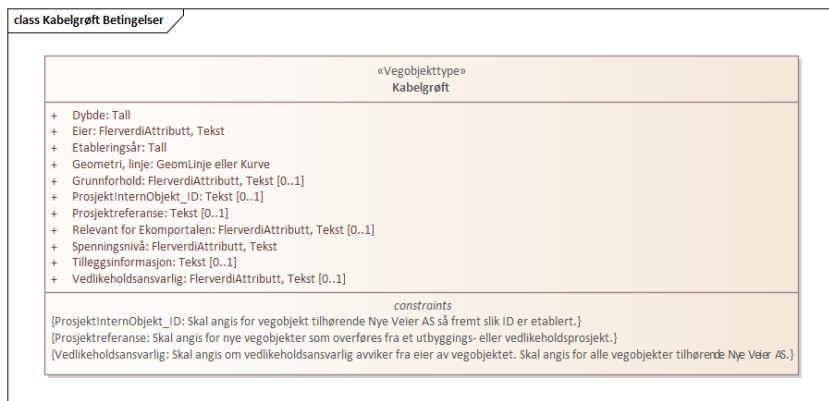 class Kabelgrøft Betingelser
«Vegobjekttype»
Kabelgrøft
+ Dybde: Tall
+ Eier: FlerverdiAttributt, Tekst
+ Etableringsår: Tall
+ Geometri, linje: GeomLinje eller Kurve
+ Grunnforhold: FlerverdiAttributt, Tekst [0..1]
+ ProsjektInternObjekt_ID: Tekst [0..1]
+ Prosjektreferanse: Tekst [0..1]
+ Relevant for Ekomportalen: FlerverdiAttributt, Tekst [0..1]
+ Spenningsnivå: FlerverdiAttributt, Tekst
+ Tilleggsinformasjon: Tekst [0..1]
+ Vedlikeholdsansvarlig: FlerverdiAttributt, Tekst [0..1]
constraints
{ProsjektInternObjekt_ID: Skal angis for vegobjekt tilhørende Nye Veier AS så fremt slik ID er etablert.}
{Prosjektreferanse: Skal angis for nye vegobjekter som overføres fra et utbyggings- eller vedlikeholdsprosjekt.}
{Vedlikeholdsansvarlig: Skal angis om vedlikeholdsansvarlig avviker fra eier av vegobjektet. Skal angis for alle vegobjekter tilhørende Nye Veier AS.}